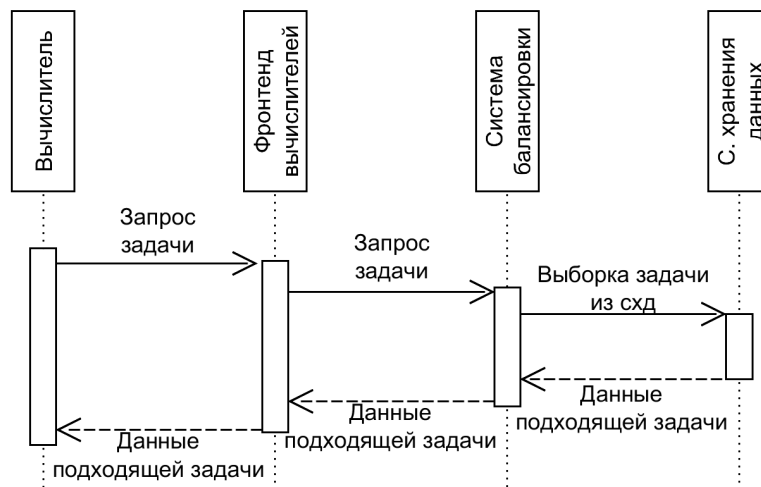 Вычислитель
Фронтенд
вычислителей
Система
балансировки
С. хранения
данных
Запрос
задачи
Запрос
задачи
Выборка задачи
из схд
Данные
подходящей задачи
Данные
подходящей задачи
Данные
подходящей задачи